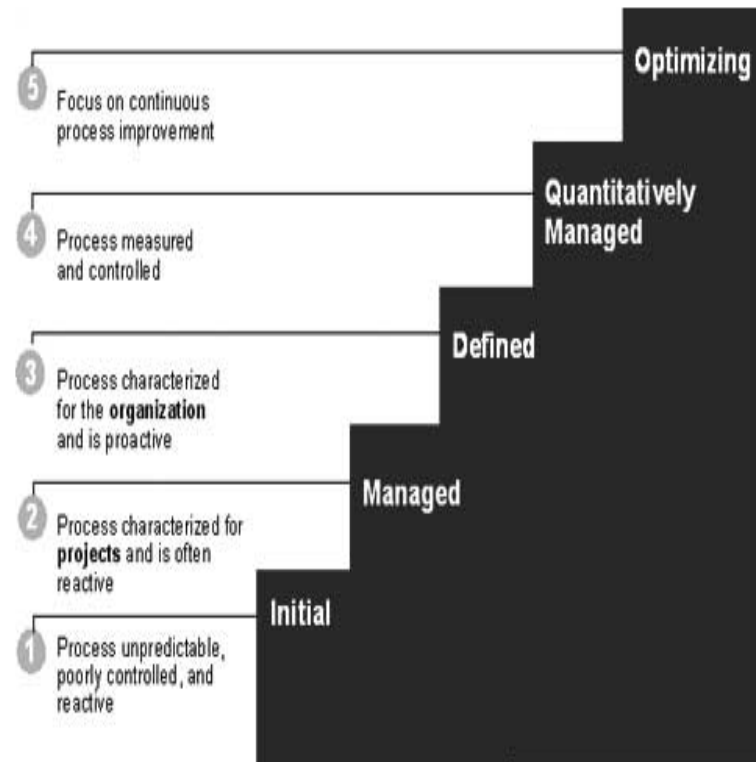 5
Optimizing
Focus on continuous
process improvement
4
Quantitatively
Managed
Process measured
and controlled
3
Defined
Process characterized
for the organization
and is proactive
2
Managed
Process characterized for
projects and is often
reactive
1
Initial
Process unpredictable,
poorly controlled, and
reactive